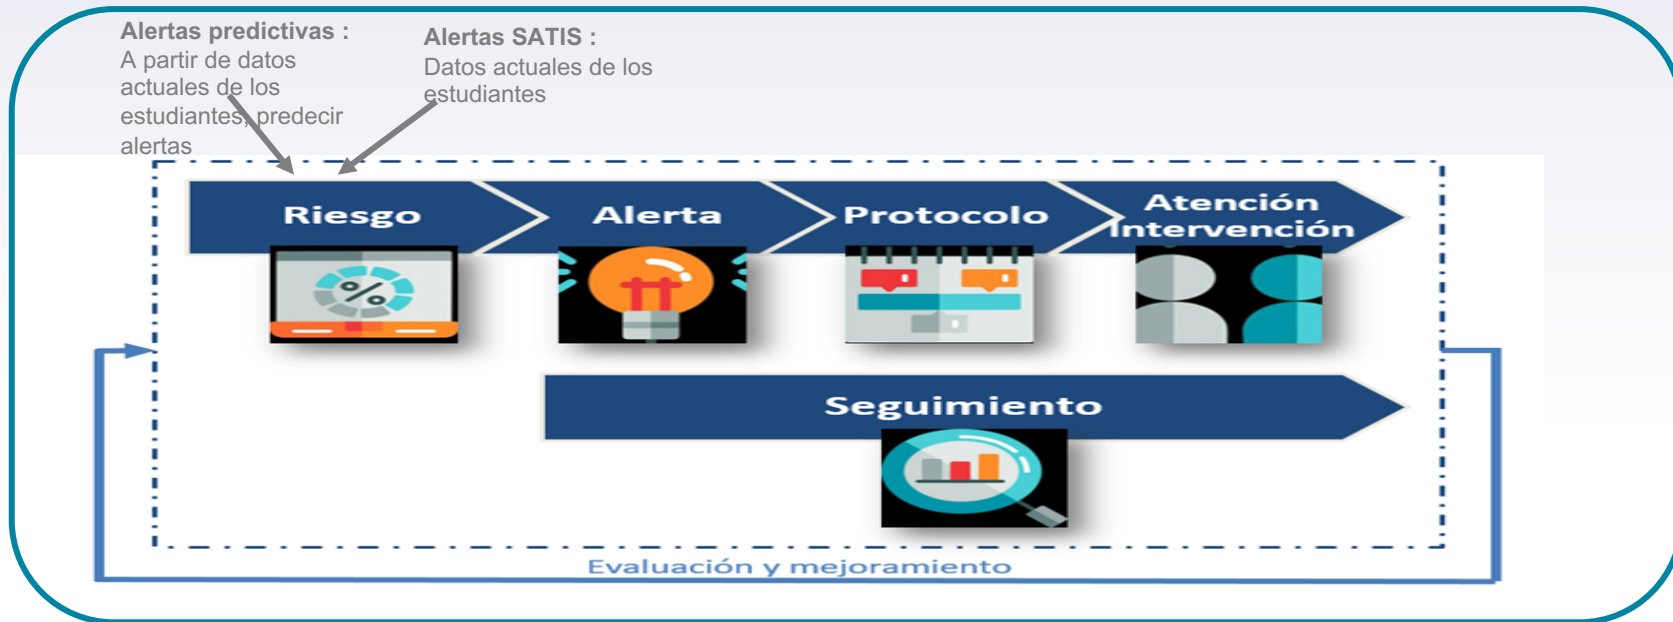 Alertas predictivas :
A partir de datos
actuales de los
estudiantes, predecir
alertas
Alertas SATIS :
Datos actuales de los
estudiantes
Riesgo
Alerta
Protocolo
Atención
Intervención
Seguimiento
Evaluación y mejoramiento